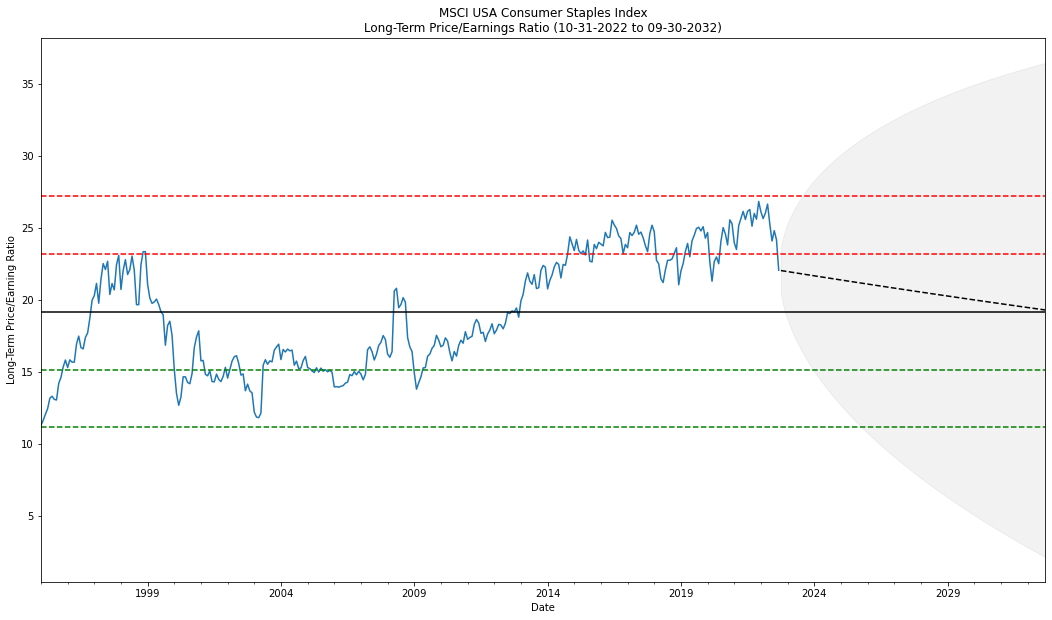 MSCI USA Consumer Staples Index
Long-Term Price/Earnings Ratio (10-31-2022 to 09-30-2032)
Long-Term Price/Earning Ratio
35
30
25
20
15
10
5
1999 2004 2009 2014 2019 2024 2029
Date